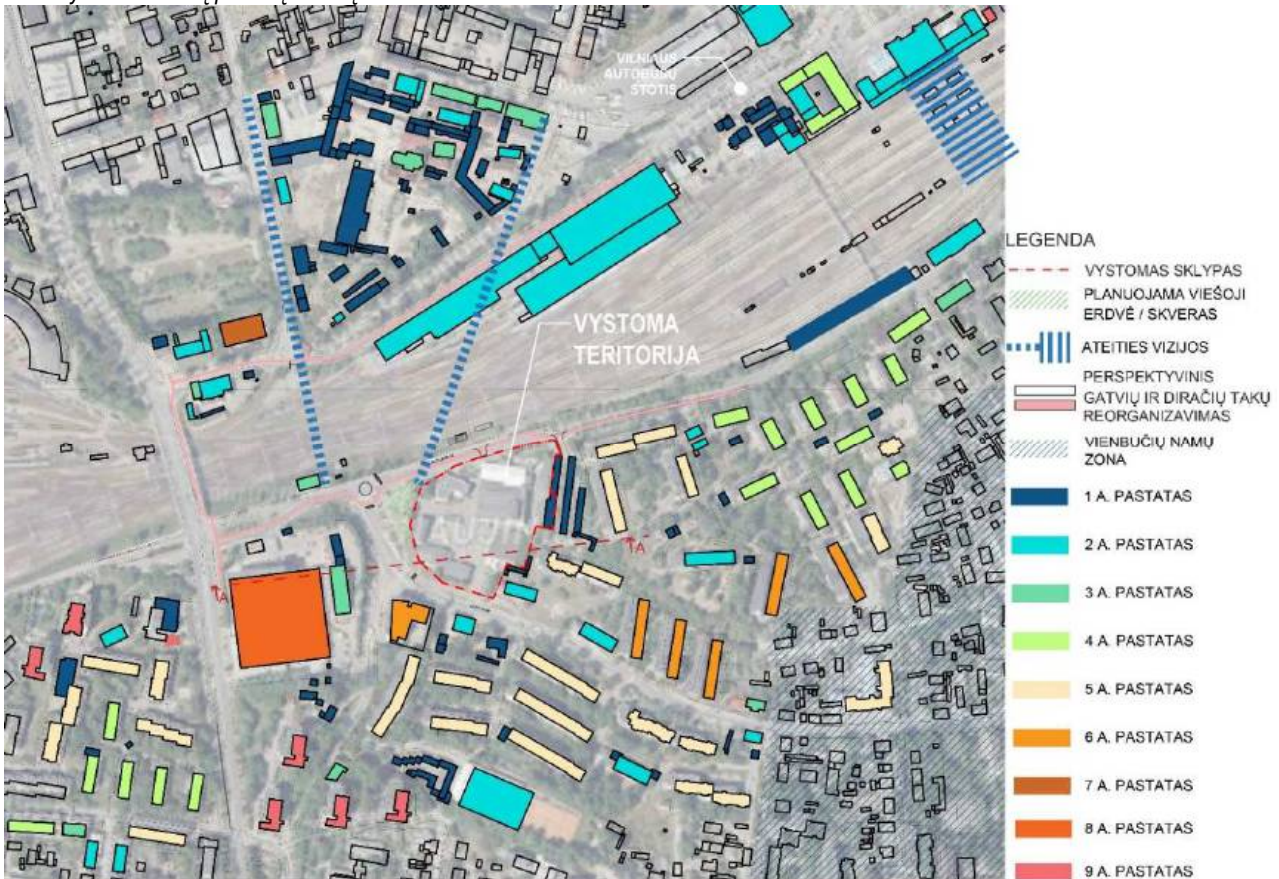 VILNIAUS
AUTOBUSŲ
STOTIS
VYSTOMA
TERITORIJA
A
A
LEGENDA
VYSTOMAS SKLYPAS
PLANUOJAMA VIEŠOJI
ERDVĖ / SKVERAS
ATEITIES VIZIJOS
PERSPEKTYVINIS
GATVIŲ IR DIRAČIŲ TAKŲ
REORGANIZAVIMAS
VIENBUČIŲ NAMŲ
ZONA
1 A. PASTATAS
2 A. PASTATAS
3 A. PASTATAS
4 A. PASTATAS
5 A. PASTATAS
6 A. PASTATAS
7 A. PASTATAS
8 A. PASTATAS
9 A. PASTATAS